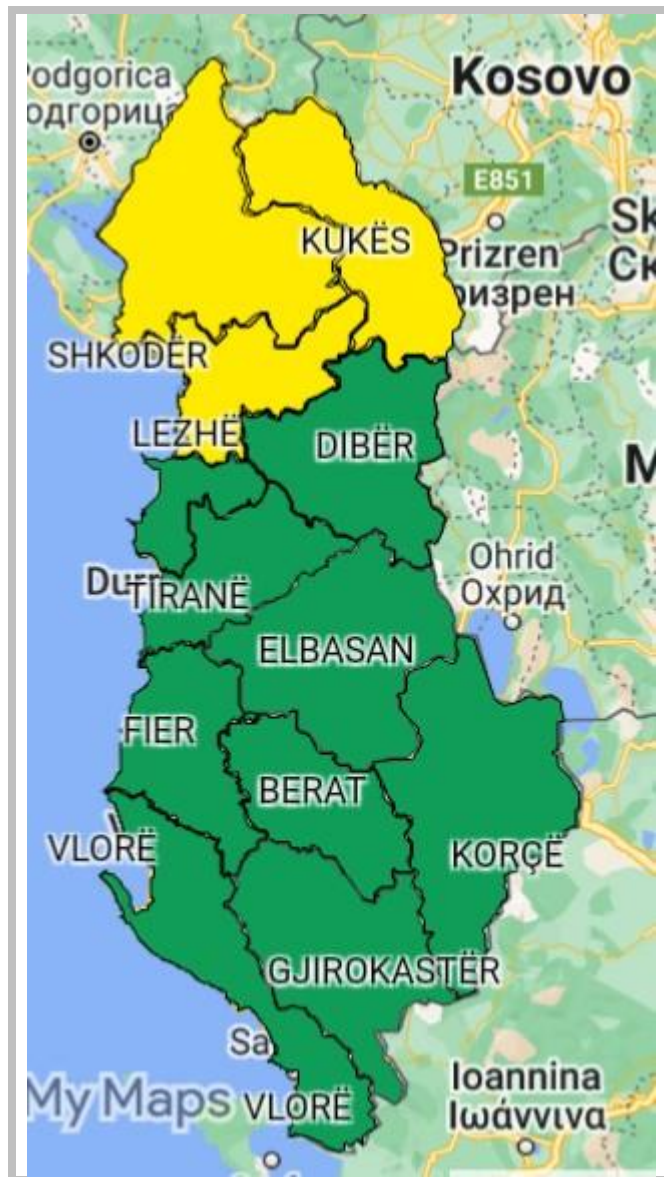 Podgorica
Подгорица
Kosovo
E851
KUKËS
Prizren
SHKODËR
LEZHË
DIBËR
Ohrid
Охрид
TIRANË
ELBASAN
FIER
BERAT
VLORË
KORÇË
GJIROKASTËR
Sa
My Maps
VLORË
Ioannina
Ιωάννινα